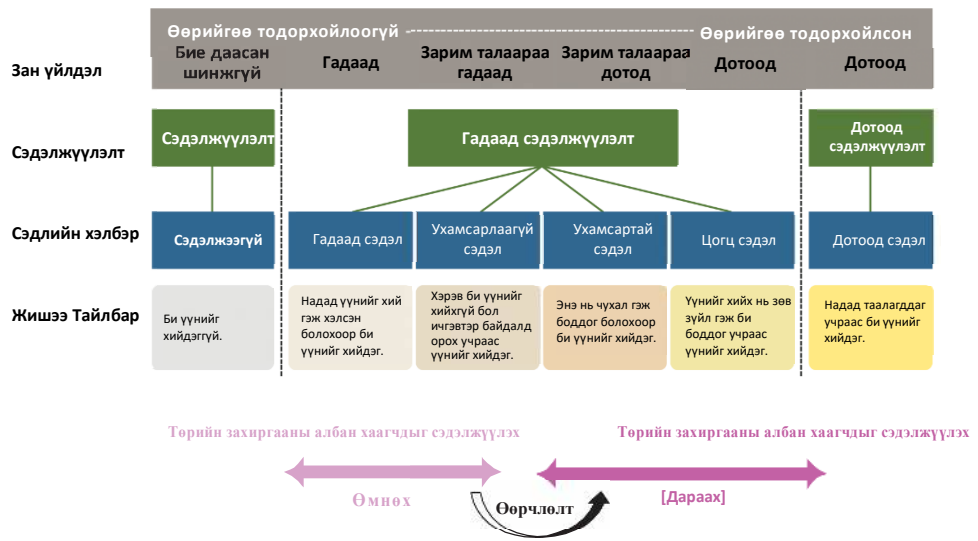 Өөрийгөө тодорхойлоогүй
Өөрийгөө тодорхойлсон
Зан үйлдэл
Бие даасан
шинжгүй
Гадаад
Зарим талаараа
гадаад
Зарим талаараа
дотод
Дотоод
Дотоод
Сэдэлжүүлэлт
Сэдэлжүүлэлт
Гадаад сэдэлжүүлэлт
Дотоод
сэдэлжүүлэлт
Сэдлийн хэлбэр
Сэдэлжээгүй
Гадаад сэдэл
Ухамсарлаагүй
сэдэл
Ухамсартай
сэдэл
Цогц сэдэл
Дотоод сэдэл
Жишээ Тайлбар
Би үүнийг
хийдэггүй.
Надад үүнийг хий
гэж хэлсэн
болохоор би
үүнийг хийдэг.
Хэрэв би үүнийг
хийхгүй бол
ичгэвтэр байдалд
орох учраас
үүнийг хийдэг.
Энэ нь чухал гэж
боддог болохоор
би үүнийг хийдэг.
Үүнийг хийх нь зөв
зүйл гэж би
боддог учраас
үүнийг хийдэг.
Надад таалагддаг
учраас би үүнийг
хийдэг.
Төрийн захиргааны албан хаагчдыг сэдэлжүүлэх
Төрийн захиргааны албан хаагчдыг сэдэлжүүлэх
Өмнөх
[Дараах]
Өөрчлөлт